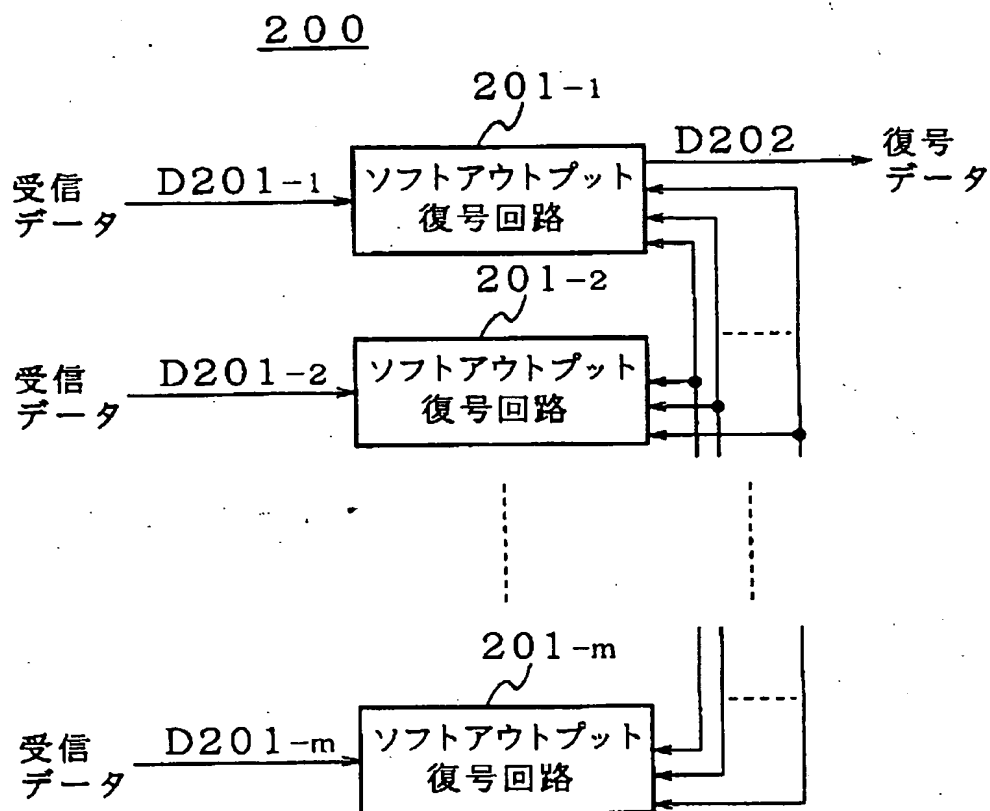 200
201-1
D202
復号
データ
受信
データ
D201-1
ソフトアウトプット
復号回路
201-2
受信
データ
D201-2
ソフトアウトプット
復号回路
201-m
受信
データ
D201-m
ソフトアウトプット
復号回路